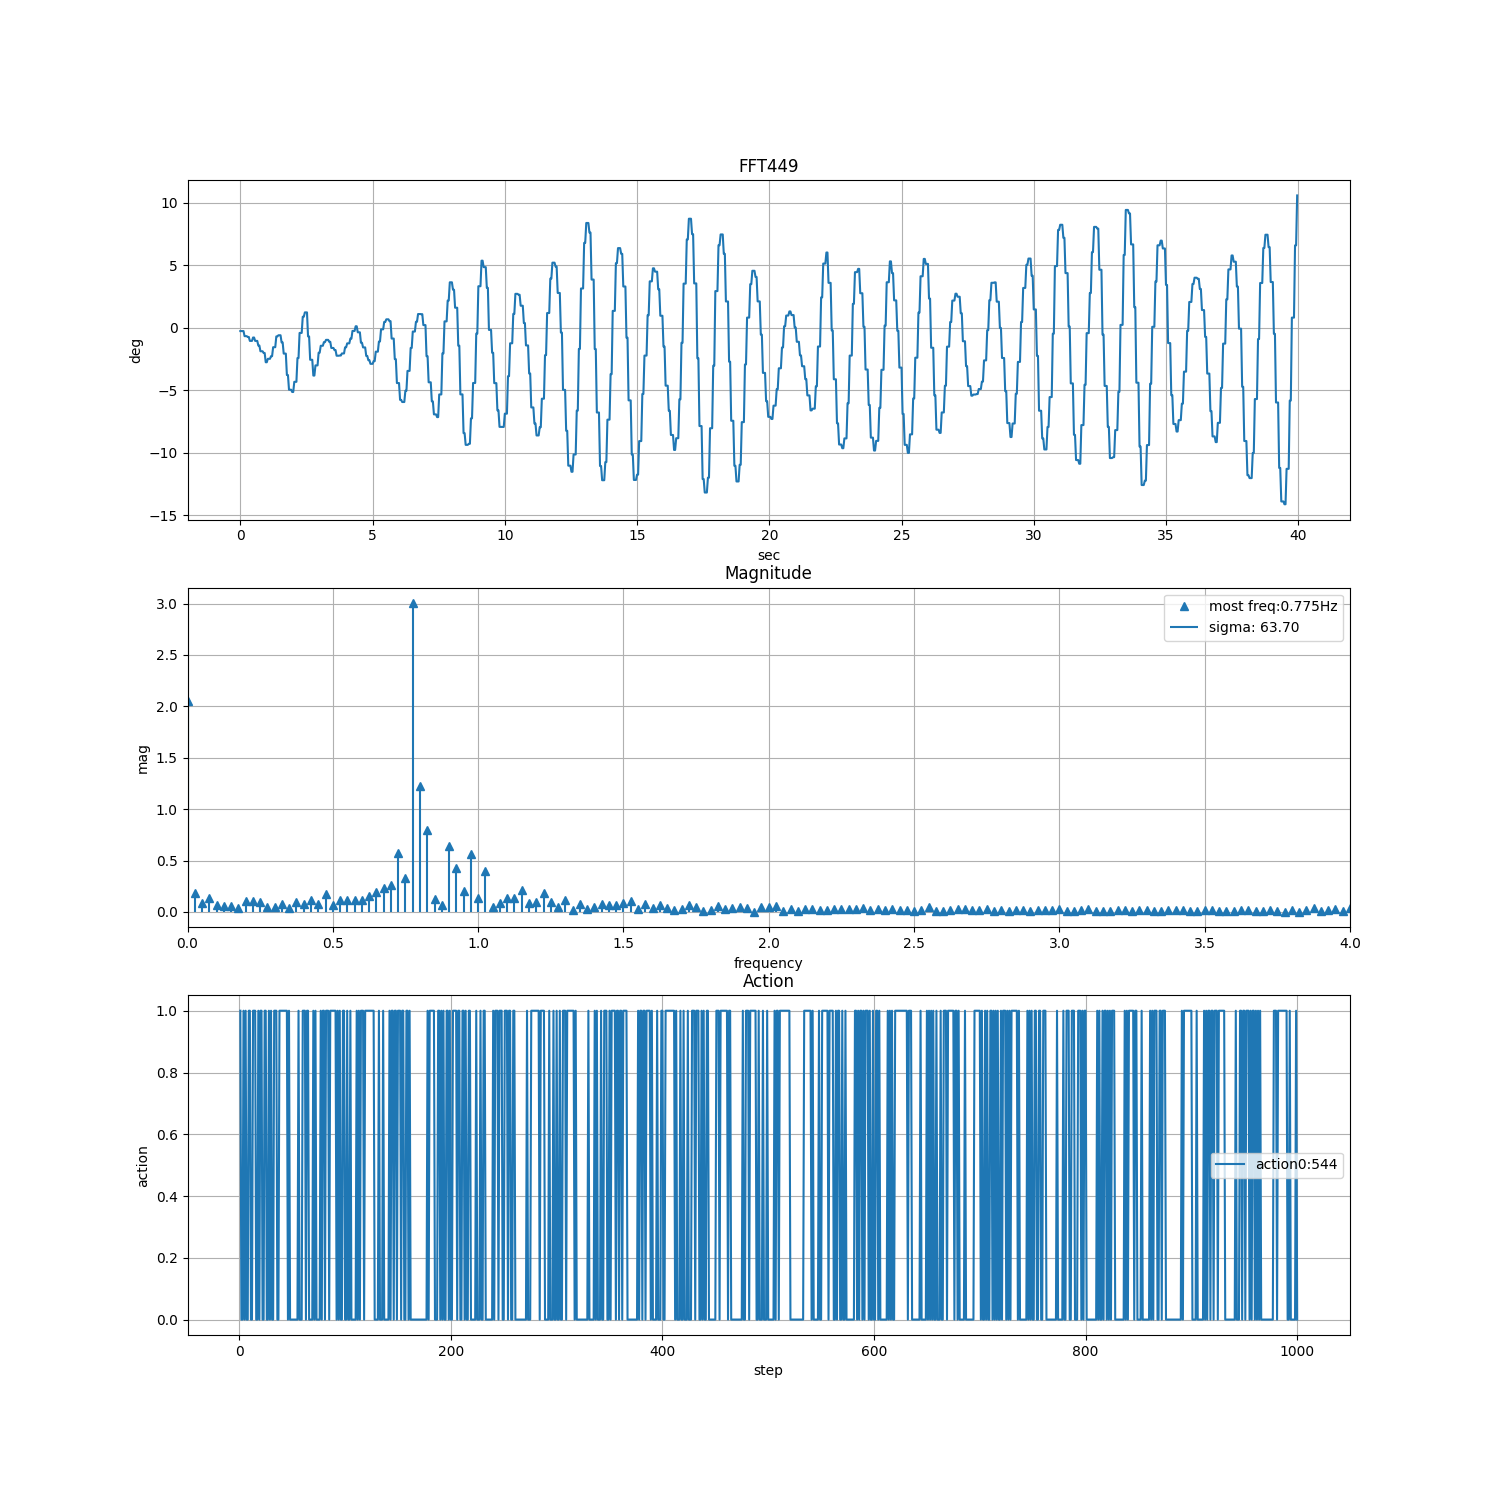 FFT449
10
5
0
−5
−10
−15
deg
0 5 10 15 20 25 30 35 40
sec
Magnitude
3.0
2.5
2.0
1.5
1.0
0.5
0.0
mag
most freq:0.775Hz
sigma: 63.70
0.0 0.5 1.0 1.5 2.0 2.5 3.0 3.5 4.0
frequency
Action
1.0
0.8
0.6
0.4
0.2
0.0
action
action0:544
0 200 400 600 800 1000
step